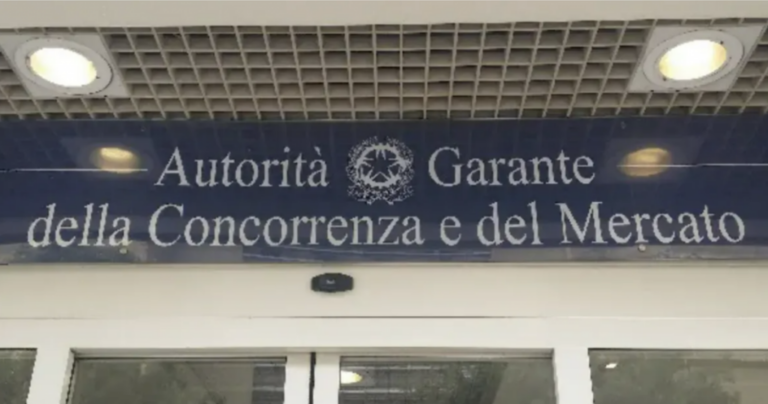 Autorità Garante
della Concorrenza e del Mercato